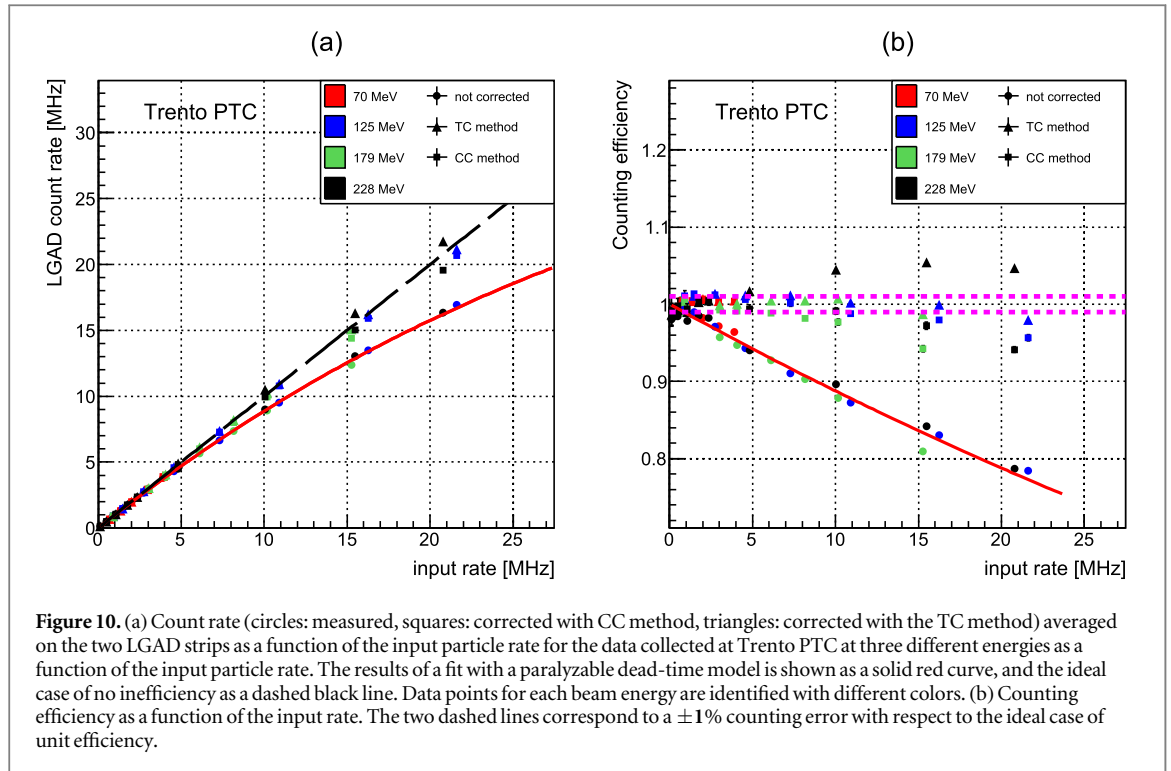 (a)
(b)
LGAD count rate [MHz]
Trento PTC
70 MeV
not corrected
125 MeV
TC method
179 MeV
CC method
228 MeV
30
25
20
15
10
5
0
0
5
10
15
20
25
input rate [MHz]
Counting efficiency
Trento PTC
70 MeV
not corrected
125 MeV
TC method
179 MeV
CC method
228 MeV
1.2
1.1
1.0
0.9
0.8
0
5
10
15
20
25
input rate [MHz]
Figure 10. (a) Count rate (circles: measured, squares: corrected with CC method, triangles: corrected with the TC method) averaged
on the two LGAD strips as a function of the input particle rate for the data collected at Trento PTC at three different energies as a
function of the input particle rate. The results of a fit with a paralyzable dead-time model is shown as a solid red curve, and the ideal
case of no inefficiency as a dashed black line. Data points for each beam energy are identified with different colors. (b) Counting
efficiency as a function of the input rate. The two dashed lines correspond to a ±1% counting error with respect to the ideal case of
unit efficiency.